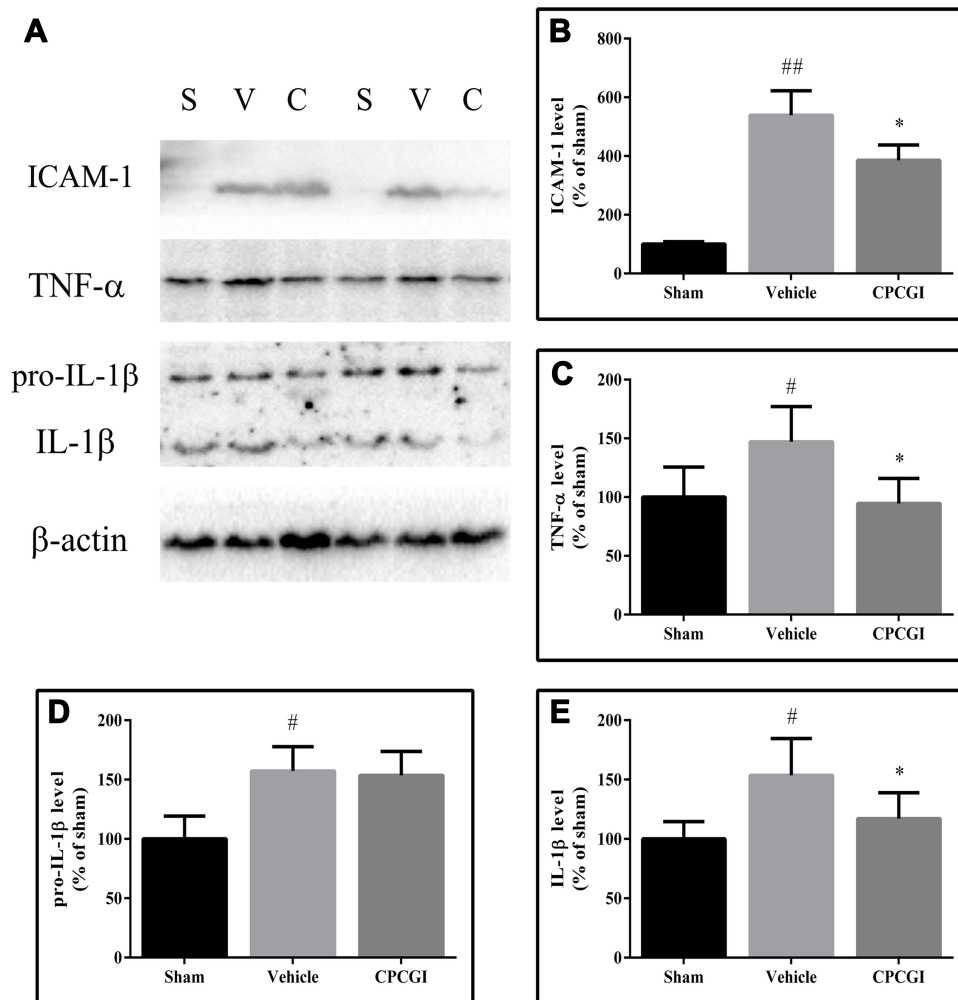 A
S V C S V C
ICAM-1
TNF-α
pro-IL-1β
IL-1β
β-actin
B
ICAM-1 level
(% of sham)
800
600
400
200
0
##
*
Sham Vehicle CPCGI
C
TNF-α level
(% of sham)
200
150
100
50
0
#
*
Sham Vehicle CPCGI
D
pro-IL-1β level
(% of sham)
200
150
100
50
0
#
Sham Vehicle CPCGI
E
IL-1β level
(% of sham)
200
150
100
50
0
#
*
Sham Vehicle CPCGI